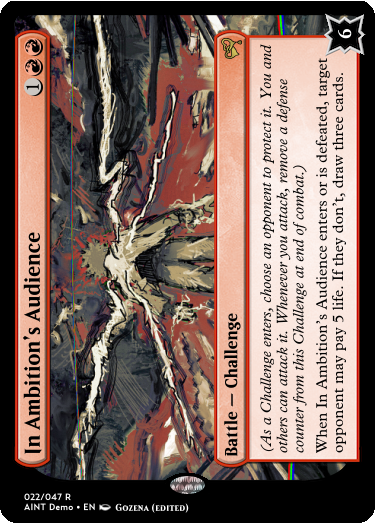 In Ambition's Audience
1
Battle – Challenge
(As a Challenge enters, choose an opponent to protect it. You and
others can attack it. Whenever you attack, remove a defense
counter from this Challenge at end of combat.)
When In Ambition's Audience enters or is defeated, target
opponent may pay 5 life. If they don't, draw three cards.
6
022/047 R
AINT Demo • EN Gozena (edited)